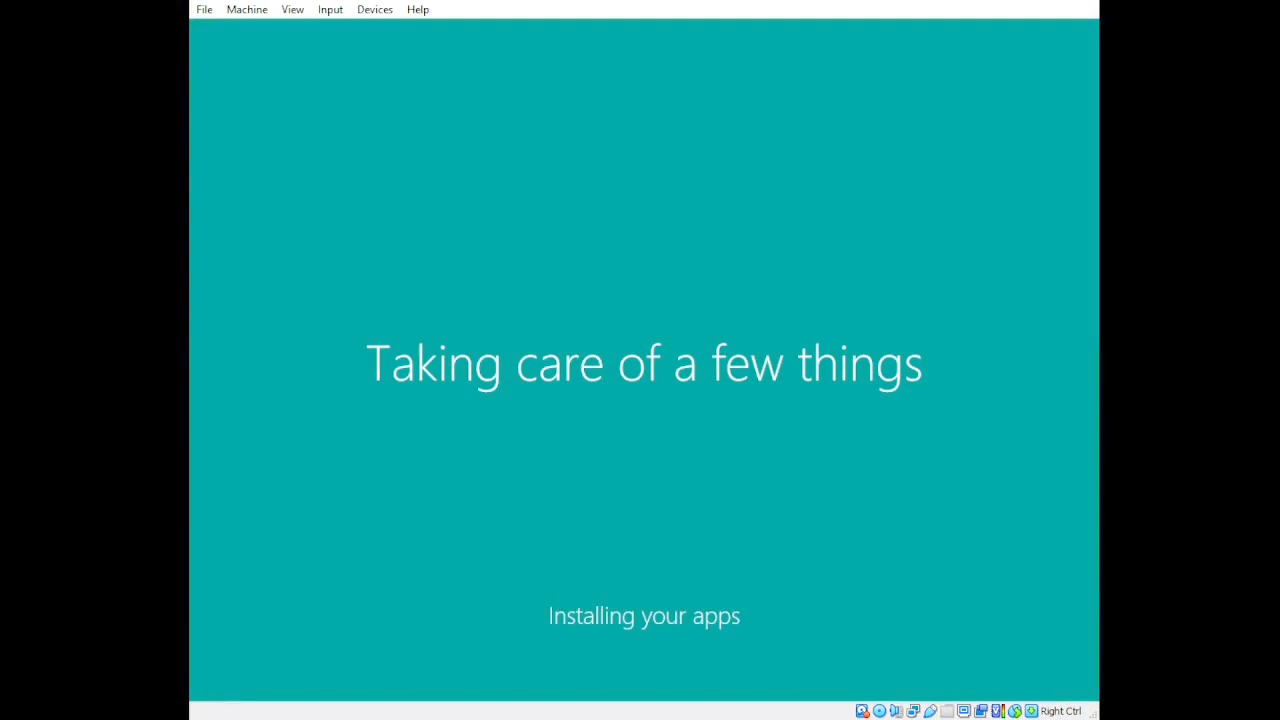 File Machine View Input Devices Help
Taking care of a few things
Installing your apps
Right Ctrl